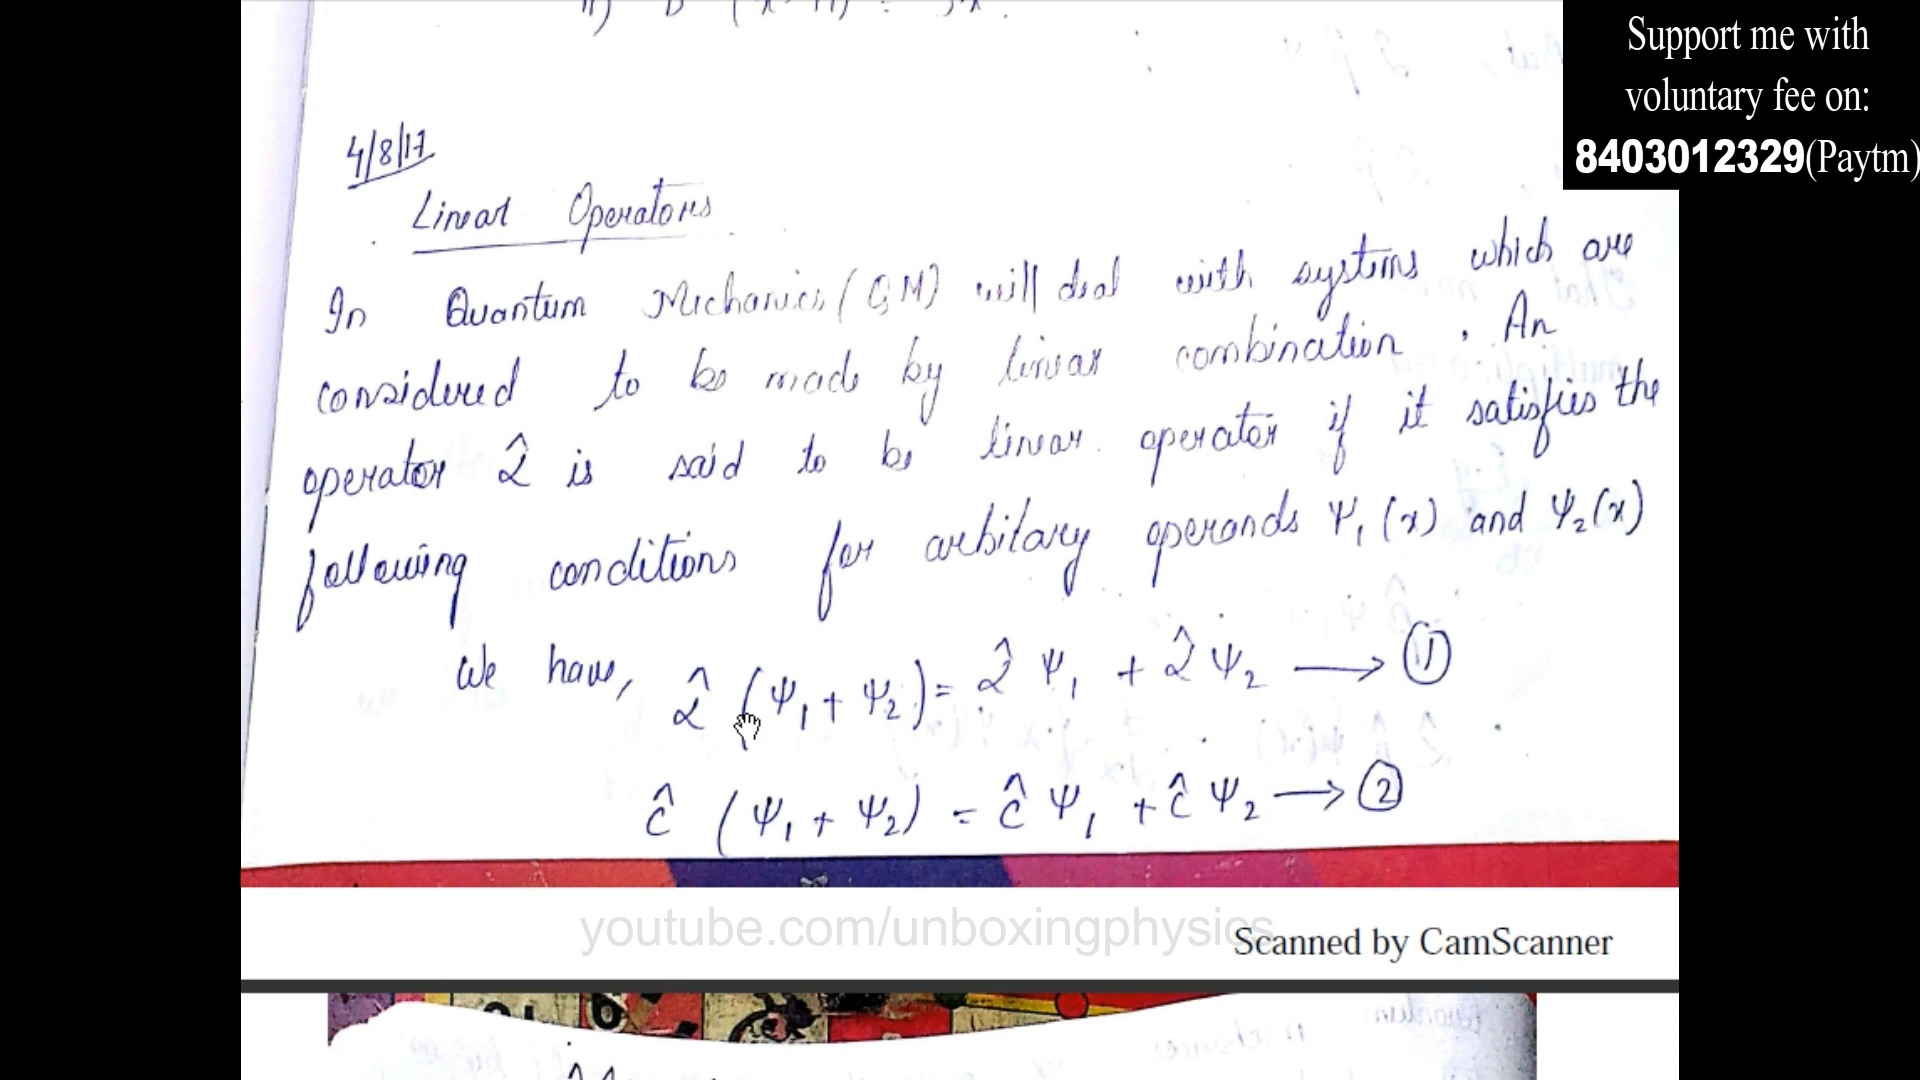 Support me with
voluntary fee on:
8403012329(Paytm)
4/8/17
Linear Operators
In Quantum Mechanics (QM) will deal with systems which are
considered to be made by linear combination. An
operator α̂ is said to be linear operator if it satisfies the
following conditions for arbitary operands Ψ₁(x) and Ψ₂(x)
We have, α̂ (Ψ₁ + Ψ₂) = α̂ Ψ₁ + α̂ Ψ₂ → ①
ĉ (Ψ₁ + Ψ₂) = ĉ Ψ₁ + ĉ Ψ₂ → ②
youtube.com/unboxingphysics
Scanned by CamScanner